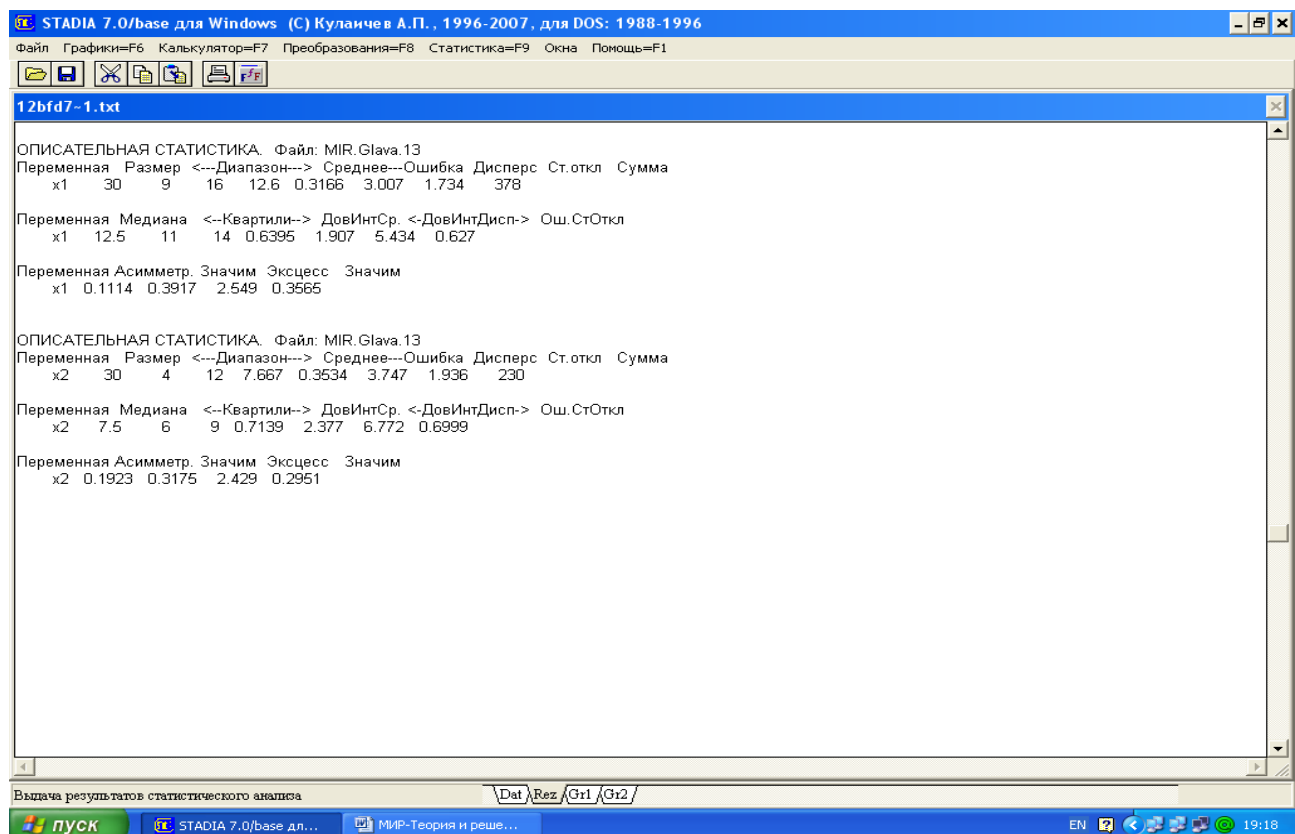 STADIA 7.0/base для Windows (C) Кулаичев А.П., 1996-2007, для DOS: 1988-1996
Файл Графики=F6 Калькулятор=F7 Преобразования=F8 Статистика=F9 Окна Помощь=F1
12bfd7~1.txt
ОПИСАТЕЛЬНАЯ СТАТИСТИКА. Файл: MIR.Glava.13
Переменная Размер <---Диапазон---> Среднее---Ошибка Дисперс Ст.откл Сумма
x1 30 9 16 12.6 0.3166 3.007 1.734 378
Переменная Медиана <--Квартили--> ДовИнтСр. <-ДовИнтДисп-> Ош.СтОткл
x1 12.5 11 14 0.6395 1.907 5.434 0.627
Переменная Асимметр. Значим Эксцесс Значим
x1 0.1114 0.3917 2.549 0.3565
ОПИСАТЕЛЬНАЯ СТАТИСТИКА. Файл: MIR.Glava.13
Переменная Размер <---Диапазон---> Среднее---Ошибка Дисперс Ст.откл Сумма
x2 30 4 12 7.667 0.3534 3.747 1.936 230
Переменная Медиана <--Квартили--> ДовИнтСр. <-ДовИнтДисп-> Ош.СтОткл
x2 7.5 6 9 0.7139 2.377 6.772 0.6999
Переменная Асимметр. Значим Эксцесс Значим
x2 0.1923 0.3175 2.429 0.2951
Выдача результатов статистического анализа
Dat Rez Gr1 Gr2
пуск STADIA 7.0/base дл... МИР-Теория и реше... EN 19:18